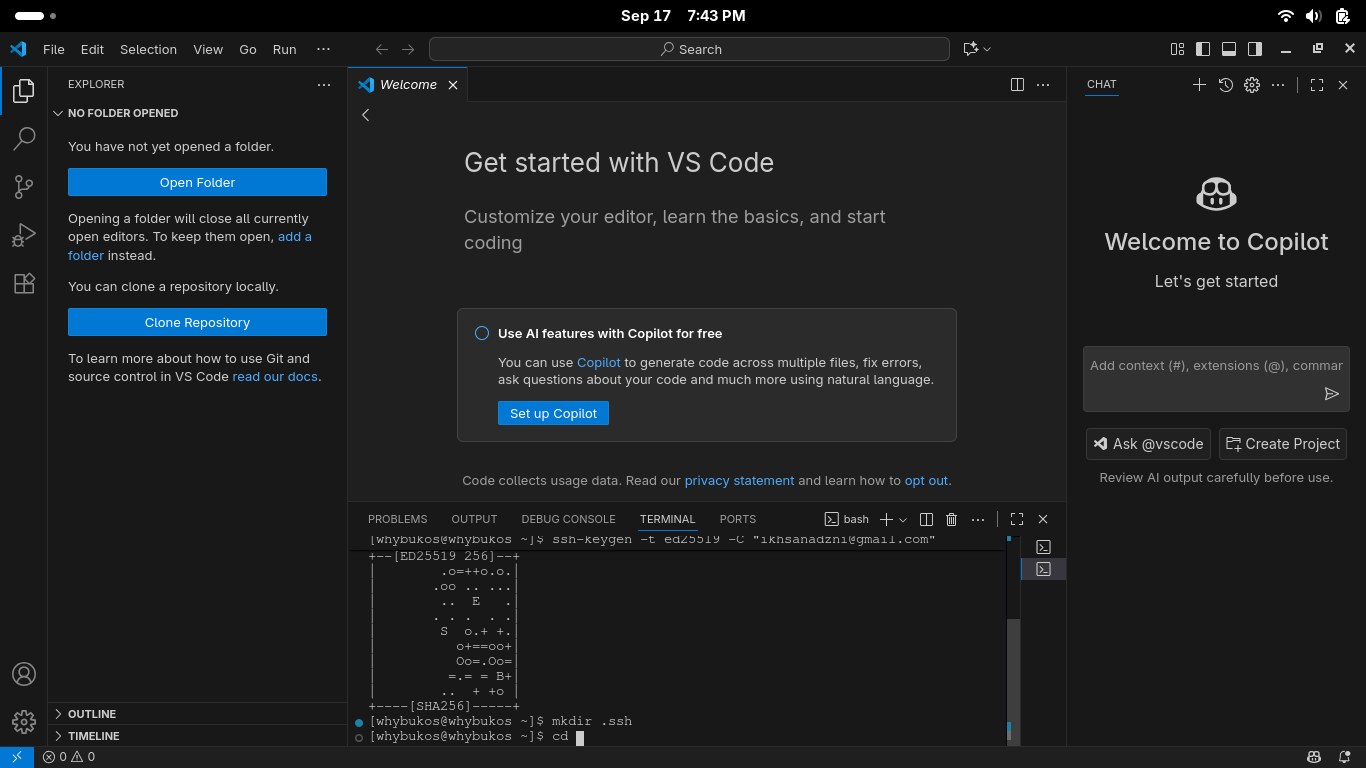 Sep 17 7:43 PM
File Edit Selection View Go Run ··· Search
EXPLORER
NO FOLDER OPENED
You have not yet opened a folder.
Open Folder
Opening a folder will close all currently
open editors. To keep them open, add a
folder instead.
You can clone a repository locally.
Clone Repository
To learn more about how to use Git and
source control in VS Code read our docs.
OUTLINE
TIMELINE
Welcome
Get started with VS Code
Customize your editor, learn the basics, and start
coding
Use AI features with Copilot for free
You can use Copilot to generate code across multiple files, fix errors,
ask questions about your code and much more using natural language.
Set up Copilot
Code collects usage data. Read our privacy statement and learn how to opt out.
PROBLEMS OUTPUT DEBUG CONSOLE TERMINAL PORTS bash
[whybukos@whybukos ~]$ ssh-keygen -t ed25519 -C "ikhsanadzni@gmail.com"
+--[ED25519 256]--+
|        .o=++o.o.|
|       .oo .. ...|
|        ..  E   .|
|       . . .  . .|
|        S  o.+ +.|
|          o+==oo+|
|          Oo=.Oo=|
|         =.= = B+|
|        ..  + +o |
+----[SHA256]-----+
[whybukos@whybukos ~]$ mkdir .ssh
[whybukos@whybukos ~]$ cd
CHAT
Welcome to Copilot
Let's get started
Add context (#), extensions (@), commar
Ask @vscode Create Project
Review AI output carefully before use.
0 0